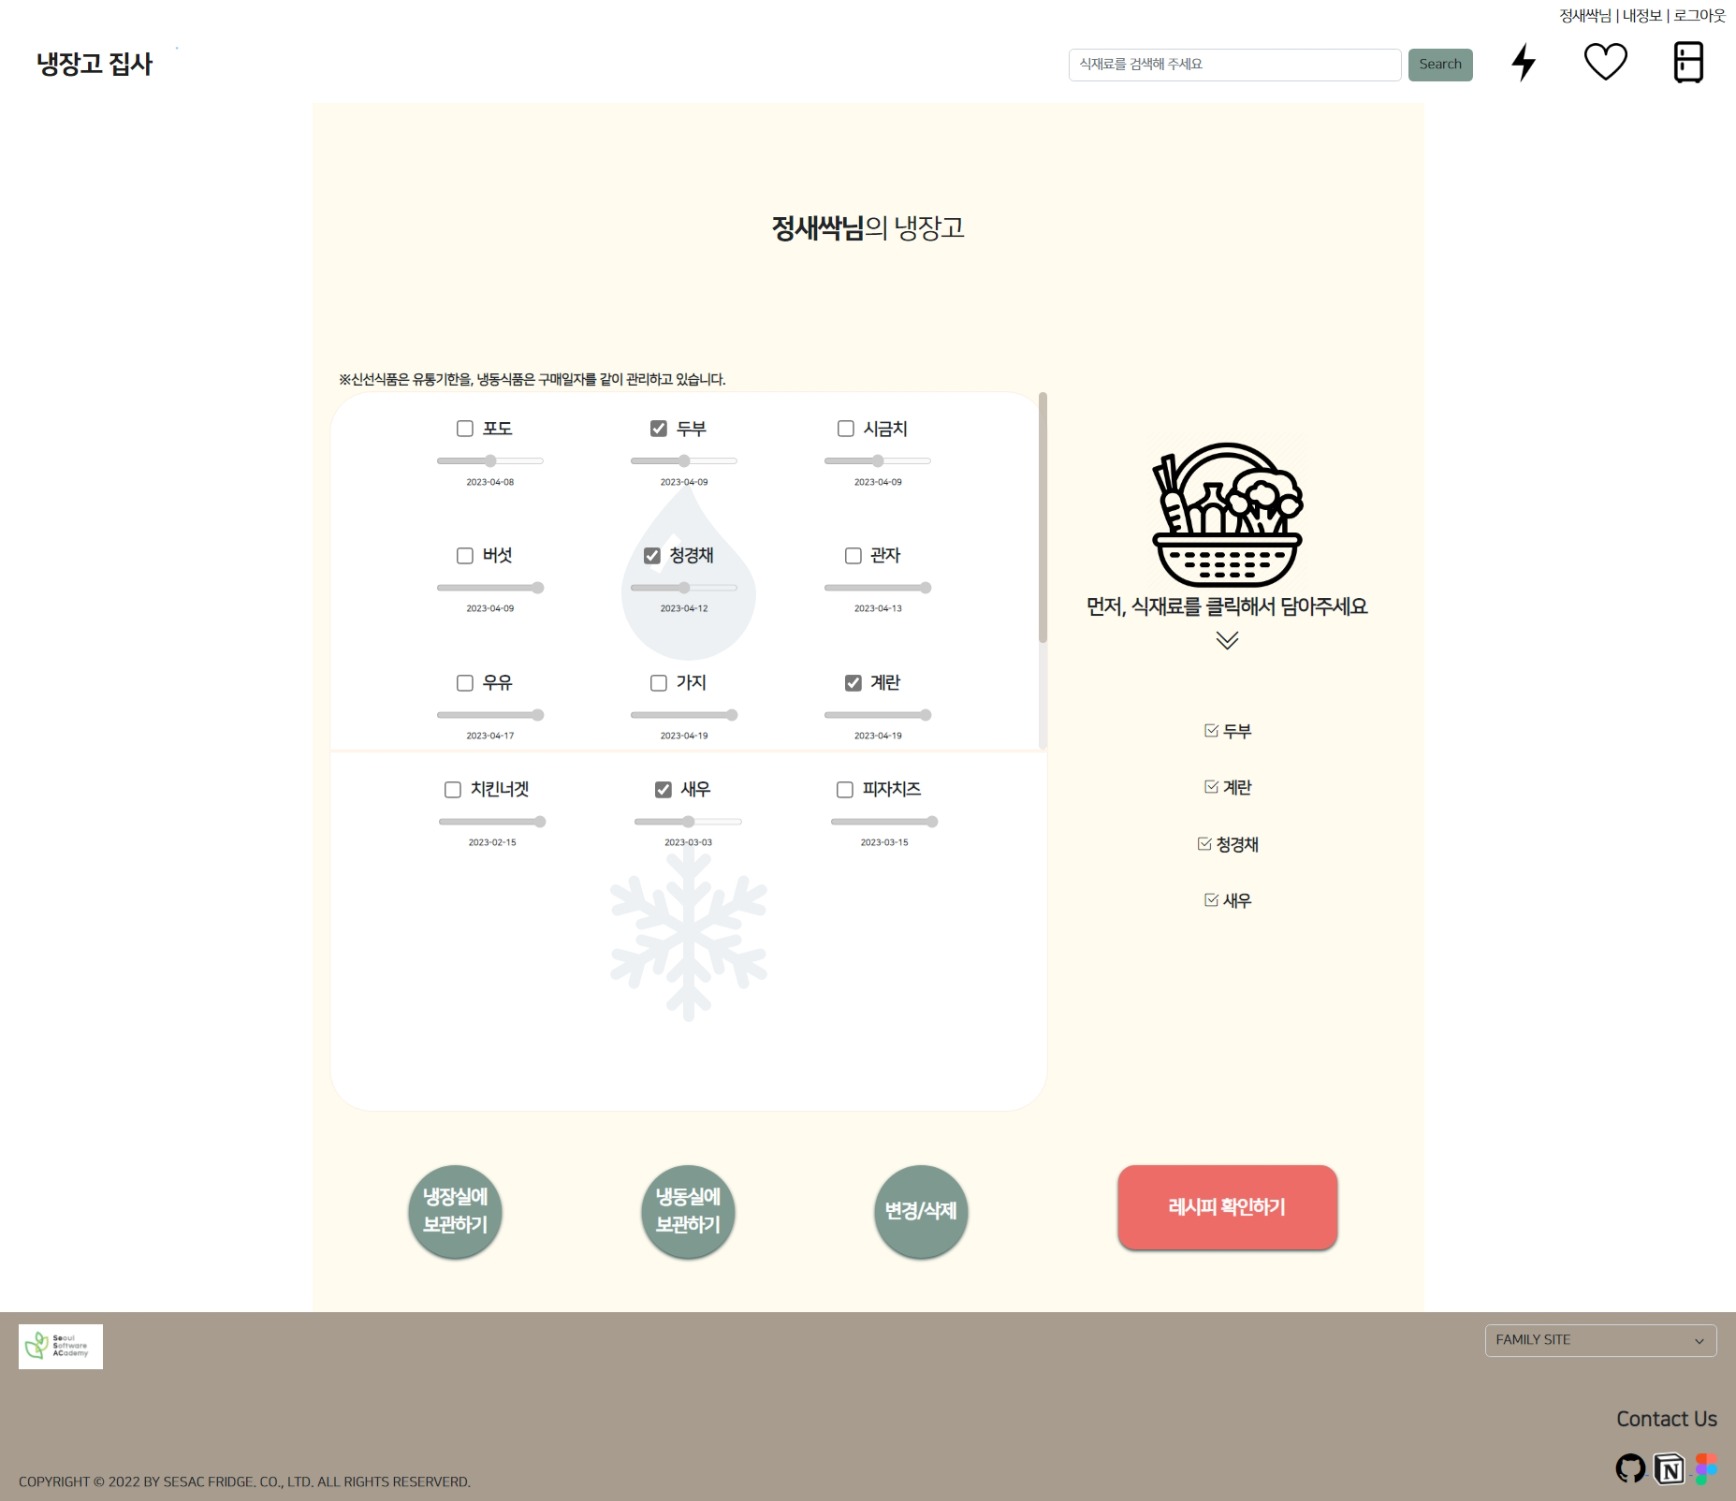 정새싹님 | 내정보 | 로그아웃
냉장고 집사
식재료를 검색해 주세요
Search
정새싹님의 냉장고
※신선식품은 유통기한을, 냉동식품은 구매일자를 같이 관리하고 있습니다.
포도 두부 시금치
2023-04-08 2023-04-09 2023-04-09
버섯 청경채 관자
2023-04-09 2023-04-12 2023-04-13
우유 가지 계란
2023-04-17 2023-04-19 2023-04-19
치킨너겟 새우 피자치즈
2023-02-15 2023-03-03 2023-03-15
먼저, 식재료를 클릭해서 담아주세요
두부
계란
청경채
새우
냉장실에
보관하기
냉동실에
보관하기
변경/삭제
레시피 확인하기
Seoul
Software
ACademy
FAMILY SITE
Contact Us
N
COPYRIGHT © 2022 BY SESAC FRIDGE. CO., LTD. ALL RIGHTS RESERVERD.